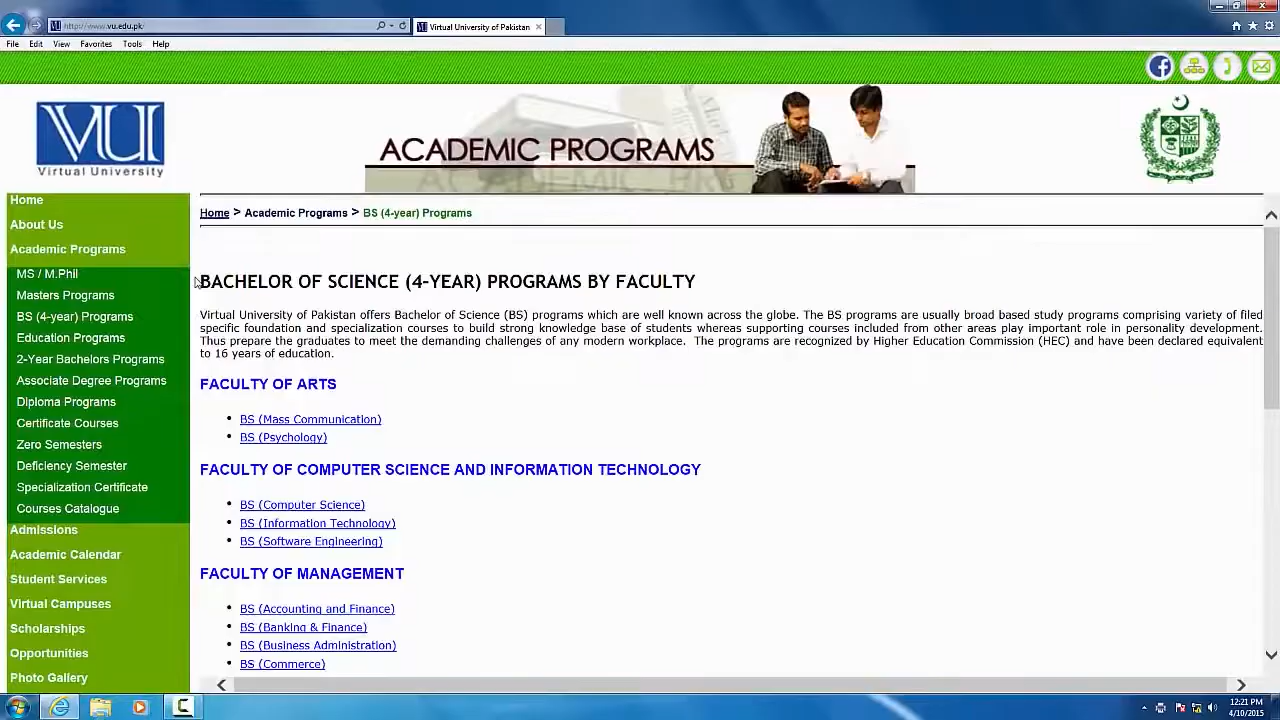 https://www.vu.edu.pk/
Virtual University of Pakistan
File Edit View Favorites Tools Help
VU
Virtual University
ACADEMIC PROGRAMS
Home
About Us
Academic Programs
MS / M.Phil
Masters Programs
BS (4-year) Programs
Education Programs
2-Year Bachelors Programs
Associate Degree Programs
Diploma Programs
Certificate Courses
Zero Semesters
Deficiency Semester
Specialization Certificate
Courses Catalogue
Admissions
Academic Calendar
Student Services
Virtual Campuses
Scholarships
Opportunities
Photo Gallery
Home > Academic Programs > BS (4-year) Programs
BACHELOR OF SCIENCE (4-YEAR) PROGRAMS BY FACULTY
Virtual University of Pakistan offers Bachelor of Science (BS) programs which are well known across the globe. The BS programs are usually broad based study programs comprising variety of filed
specific foundation and specialization courses to build strong knowledge base of students whereas supporting courses included from other areas play important role in personality development.
Thus prepare the graduates to meet the demanding challenges of any modern workplace. The programs are recognized by Higher Education Commission (HEC) and have been declared equivalent
to 16 years of education.
FACULTY OF ARTS
• BS (Mass Communication)
• BS (Psychology)
FACULTY OF COMPUTER SCIENCE AND INFORMATION TECHNOLOGY
• BS (Computer Science)
• BS (Information Technology)
• BS (Software Engineering)
FACULTY OF MANAGEMENT
• BS (Accounting and Finance)
• BS (Banking & Finance)
• BS (Business Administration)
• BS (Commerce)
12:21 PM
4/10/2015